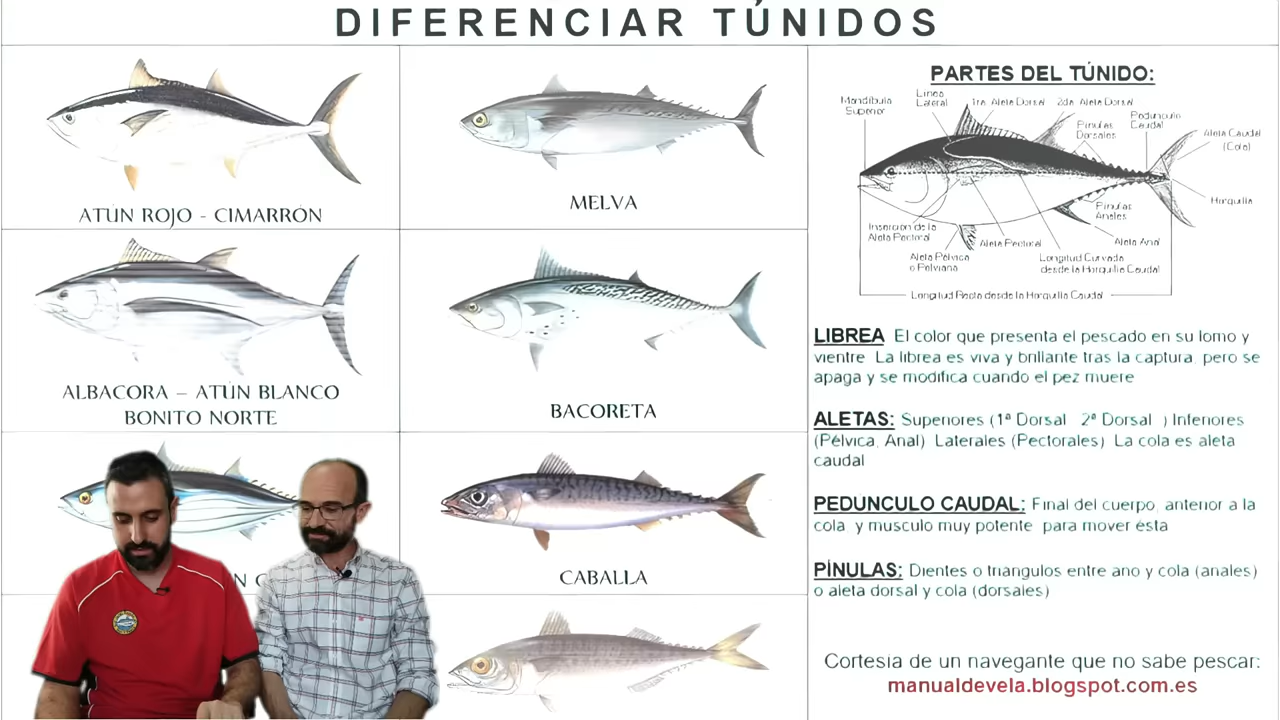 DIFERENCIAR TÚNIDOS
ATÚN ROJO - CIMARRÓN
MELVA
ALBACORA – ATÚN BLANCO
BONITO NORTE
BACORETA
CABALLA
PARTES DEL TÚNIDO:
Mandíbula
Superior
Línea
Lateral
1ra Aleta Dorsal
2da Aleta Dorsal
Pínulas
Dorsales
Pedúnculo
Caudal
Aleta Caudal
(Cola)
Horquilla
Pínulas
Anales
Aleta Anal
Inserción de la
Aleta Pectoral
Aleta Pectoral
Aleta Pélvica
o Pelviana
Longitud Curvada
desde la Horquilla Caudal
Longitud Recta desde la Horquilla Caudal
LIBREA El color que presenta el pescado en su lomo y
vientre La librea es viva y brillante tras la captura, pero se
apaga y se modifica cuando el pez muere
ALETAS: Superiores (1ª Dorsal 2ª Dorsal ) Inferiores
(Pélvica, Anal) Laterales (Pectorales) La cola es aleta
caudal
PEDUNCULO CAUDAL: Final del cuerpo, anterior a la
cola y musculo muy potente para mover ésta
PÍNULAS: Dientes o triangulos entre ano y cola (anales)
o aleta dorsal y cola (dorsales)
Cortesía de un navegante que no sabe pescar:
manualdevela.blogspot.com.es